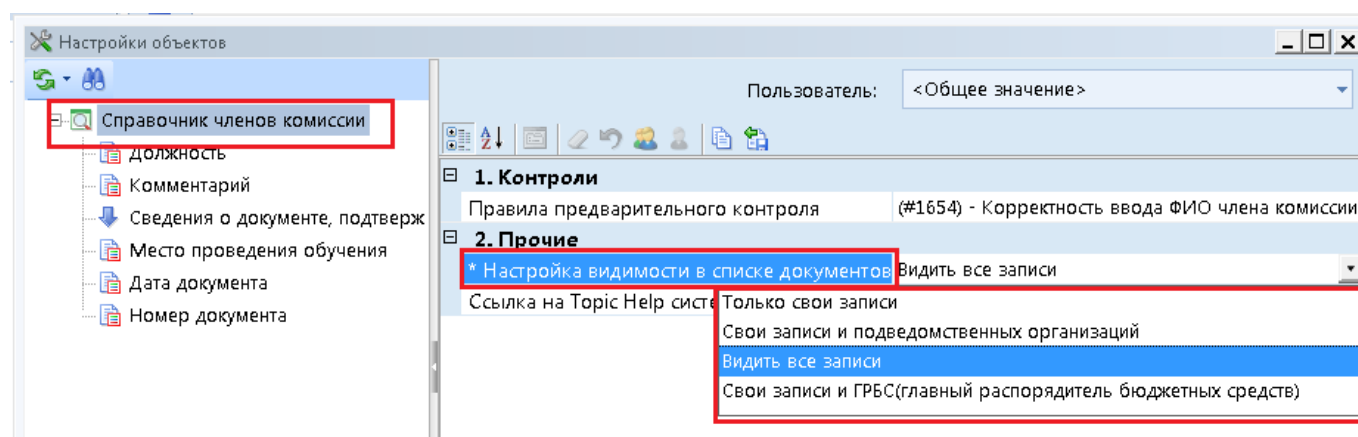 Настройки объектов
Пользователь: <Общее значение>
Справочник членов комиссии
Должность
Комментарий
Сведения о документе, подтверж
Место проведения обучения
Дата документа
Номер документа
1. Контроли
Правила предварительного контроля (#1654) - Корректность ввода ФИО члена комиссии
2. Прочие
* Настройка видимости в списке документов Видить все записи
Ссылка на Topic Help сист
Только свои записи
Свои записи и подведомственных организаций
Видить все записи
Свои записи и ГРБС(главный распорядитель бюджетных средств)